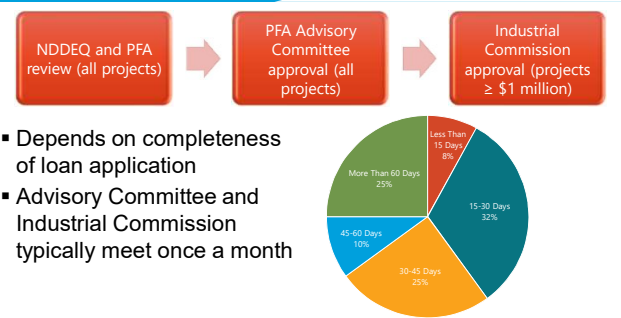 NDDEQ and PFA
review (all projects)
PFA Advisory
Committee
approval (all
projects)
Industrial
Commission
approval (projects
≥ $1 million)
▪ Depends on completeness
of loan application
▪ Advisory Committee and
Industrial Commission
typically meet once a month
Less Than
15 Days
8%
15-30 Days
32%
30-45 Days
25%
45-60 Days
10%
More Than 60 Days
25%